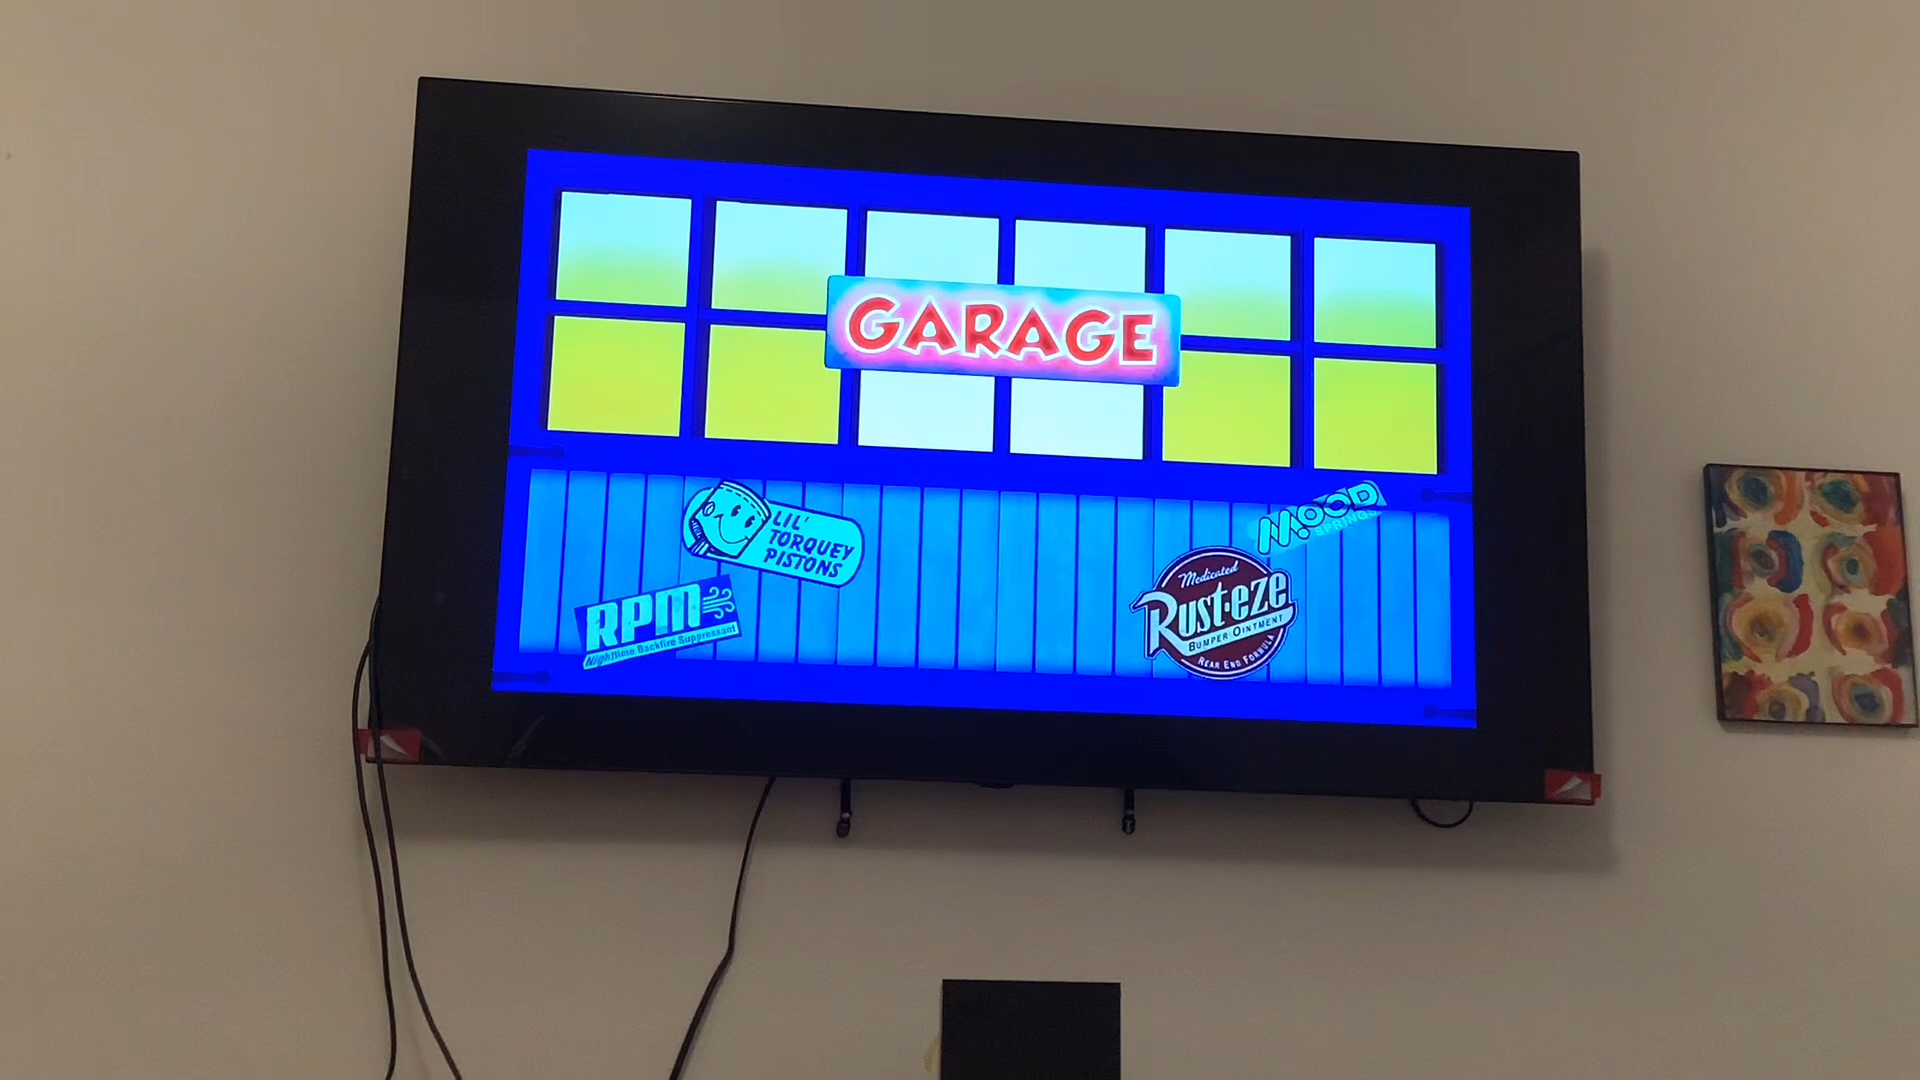 GARAGE
LIL'
TORQUEY
PISTONS
RPM
Nighttime Backfire Suppressant
MOOD
SPRINGS
Medicated
RUST-EZE
BUMPER OINTMENT
REAR END FORMULA